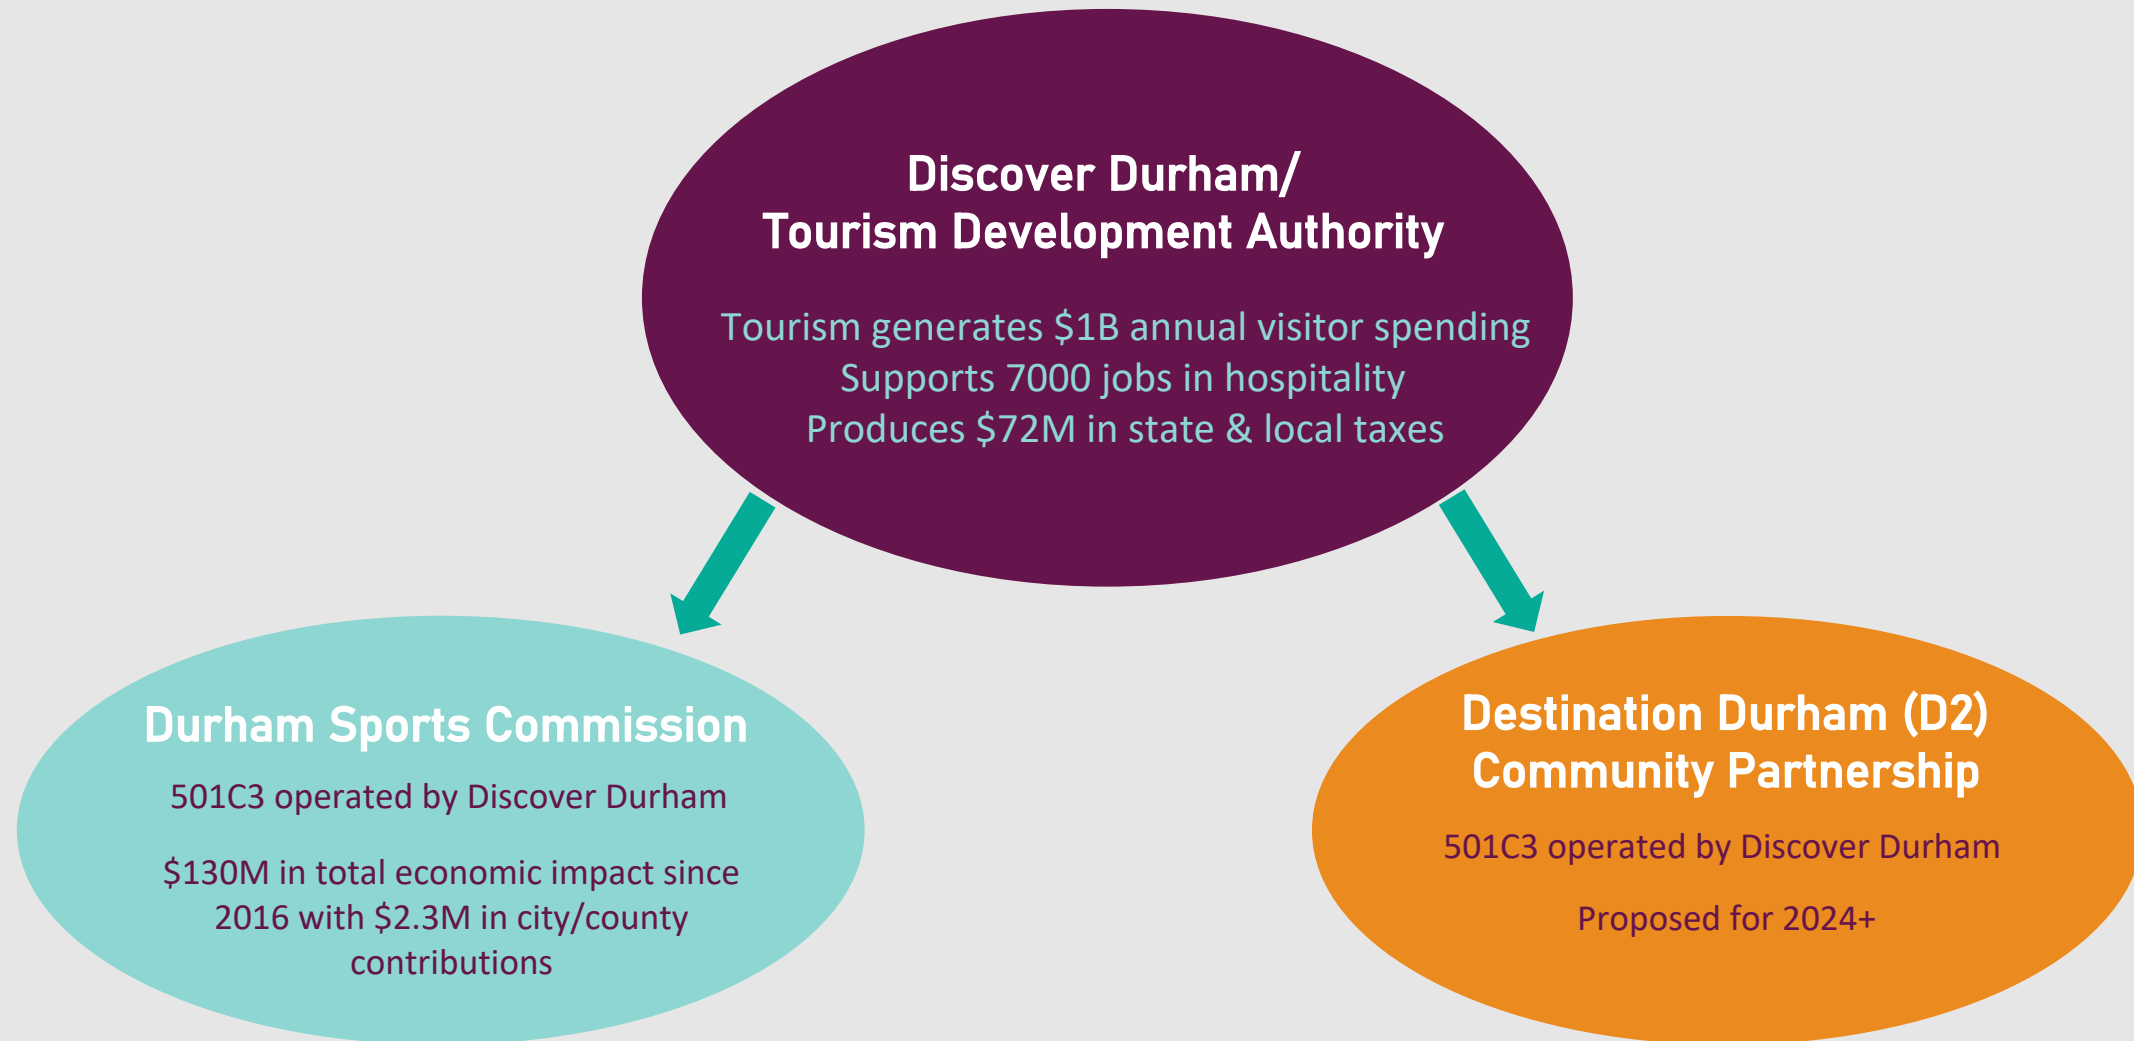 Discover Durham/
Tourism Development Authority
Tourism generates $1B annual visitor spending
Supports 7000 jobs in hospitality
Produces $72M in state & local taxes
Durham Sports Commission
501C3 operated by Discover Durham
$130M in total economic impact since
2016 with $2.3M in city/county
contributions
Destination Durham (D2)
Community Partnership
501C3 operated by Discover Durham
Proposed for 2024+